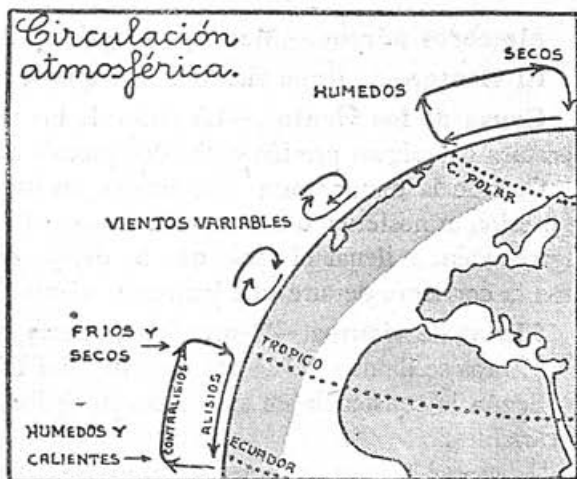 Circulación
atmosférica.
SECOS
HUMEDOS
C. POLAR
VIENTOS VARIABLES
FRIOS Y
SECOS
CONTRALISIOS
ALISIOS
TROPICO
HUMEDOS Y
CALIENTES
ECUADOR